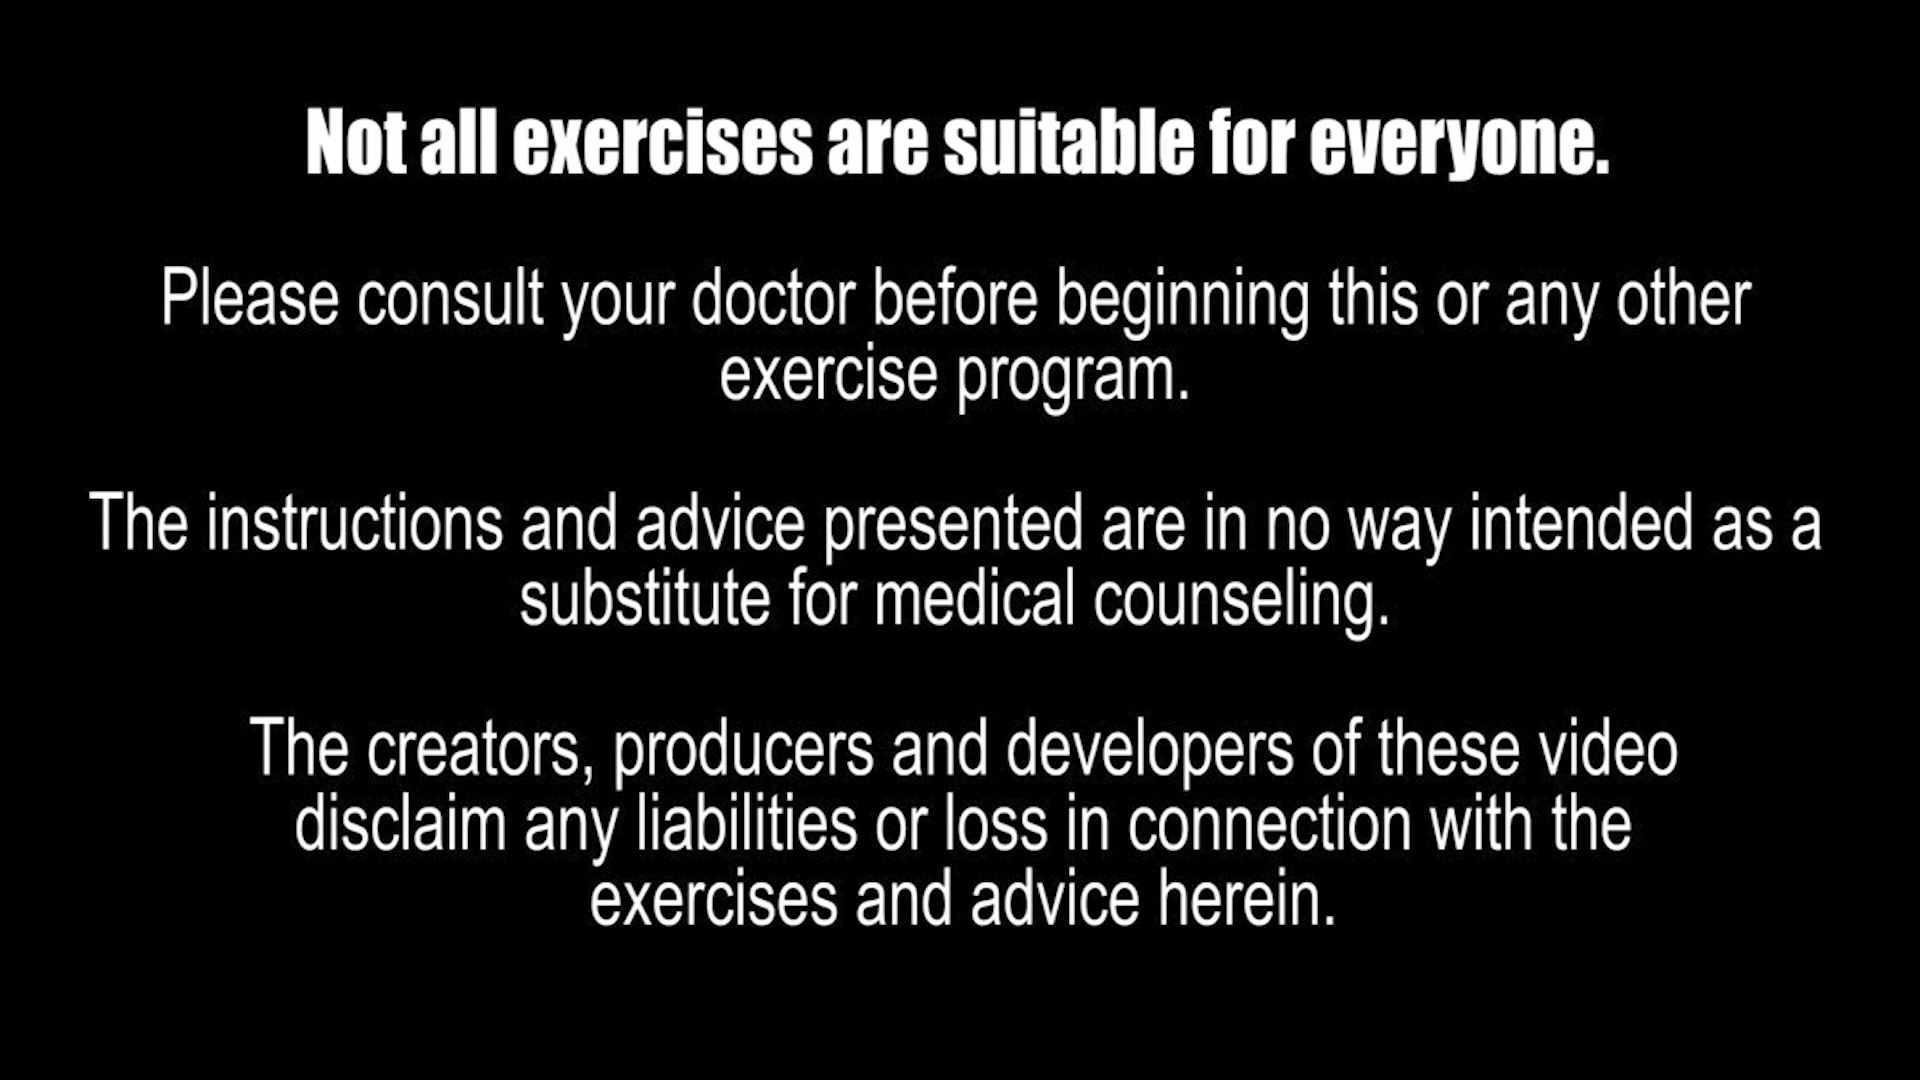 Not all exercises are suitable for everyone.
Please consult your doctor before beginning this or any other
exercise program.
The instructions and advice presented are in no way intended as a
substitute for medical counseling.
The creators, producers and developers of these video
disclaim any liabilities or loss in connection with the
exercises and advice herein.